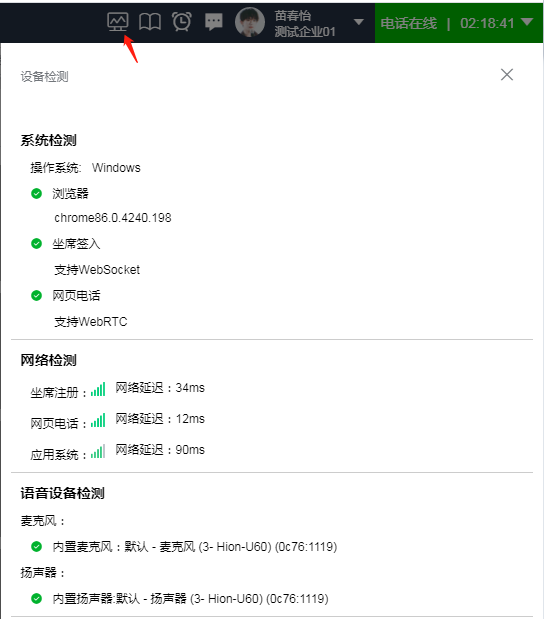 苗春怡
测试企业01
电话在线 | 02:18:41
设备检测
系统检测
操作系统: Windows
浏览器
chrome86.0.4240.198
坐席签入
支持WebSocket
网页电话
支持WebRTC
网络检测
坐席注册：网络延迟：34ms
网页电话：网络延迟：12ms
应用系统：网络延迟：90ms
语音设备检测
麦克风：
内置麦克风：默认 - 麦克风 (3- Hion-U60) (0c76:1119)
扬声器：
内置扬声器:默认 - 扬声器 (3- Hion-U60) (0c76:1119)